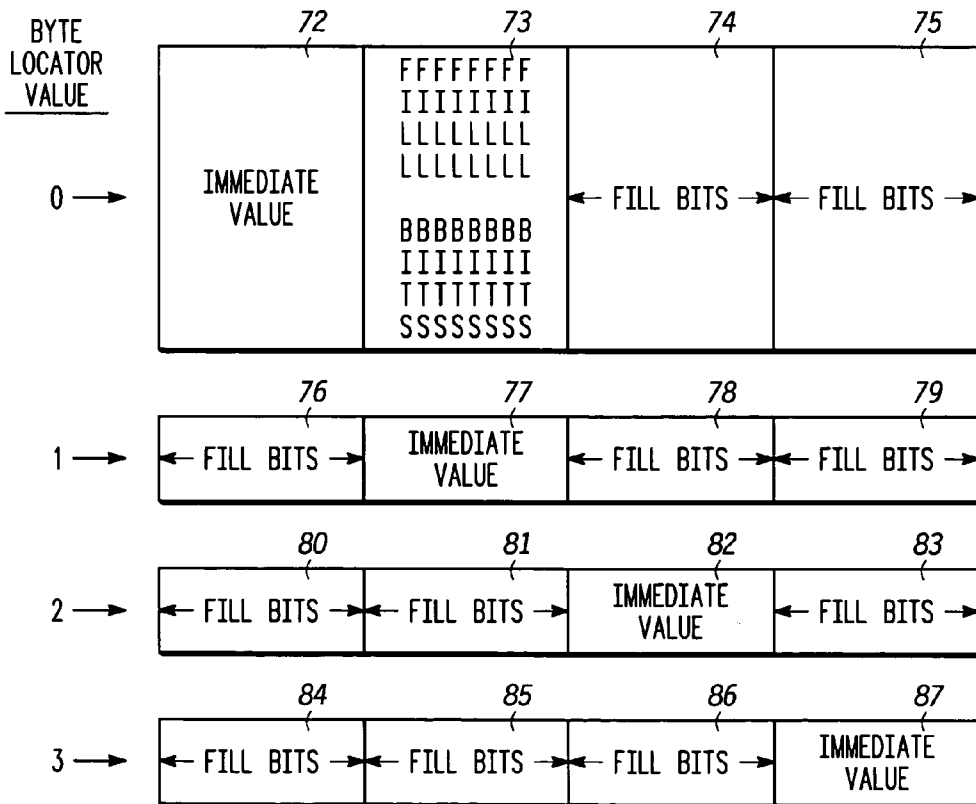 BYTE
LOCATOR
VALUE
72 73 74 75
0
IMMEDIATE
VALUE
FFFFFFFF
IIIIIIII
LLLLLLLL
LLLLLLLL
BBBBBBBB
IIIIIIII
TTTTTTTT
SSSSSSSS
FILL BITS
FILL BITS
76 77 78 79
1
FILL BITS
IMMEDIATE
VALUE
FILL BITS
FILL BITS
80 81 82 83
2
FILL BITS
FILL BITS
IMMEDIATE
VALUE
FILL BITS
84 85 86 87
3
FILL BITS
FILL BITS
FILL BITS
IMMEDIATE
VALUE